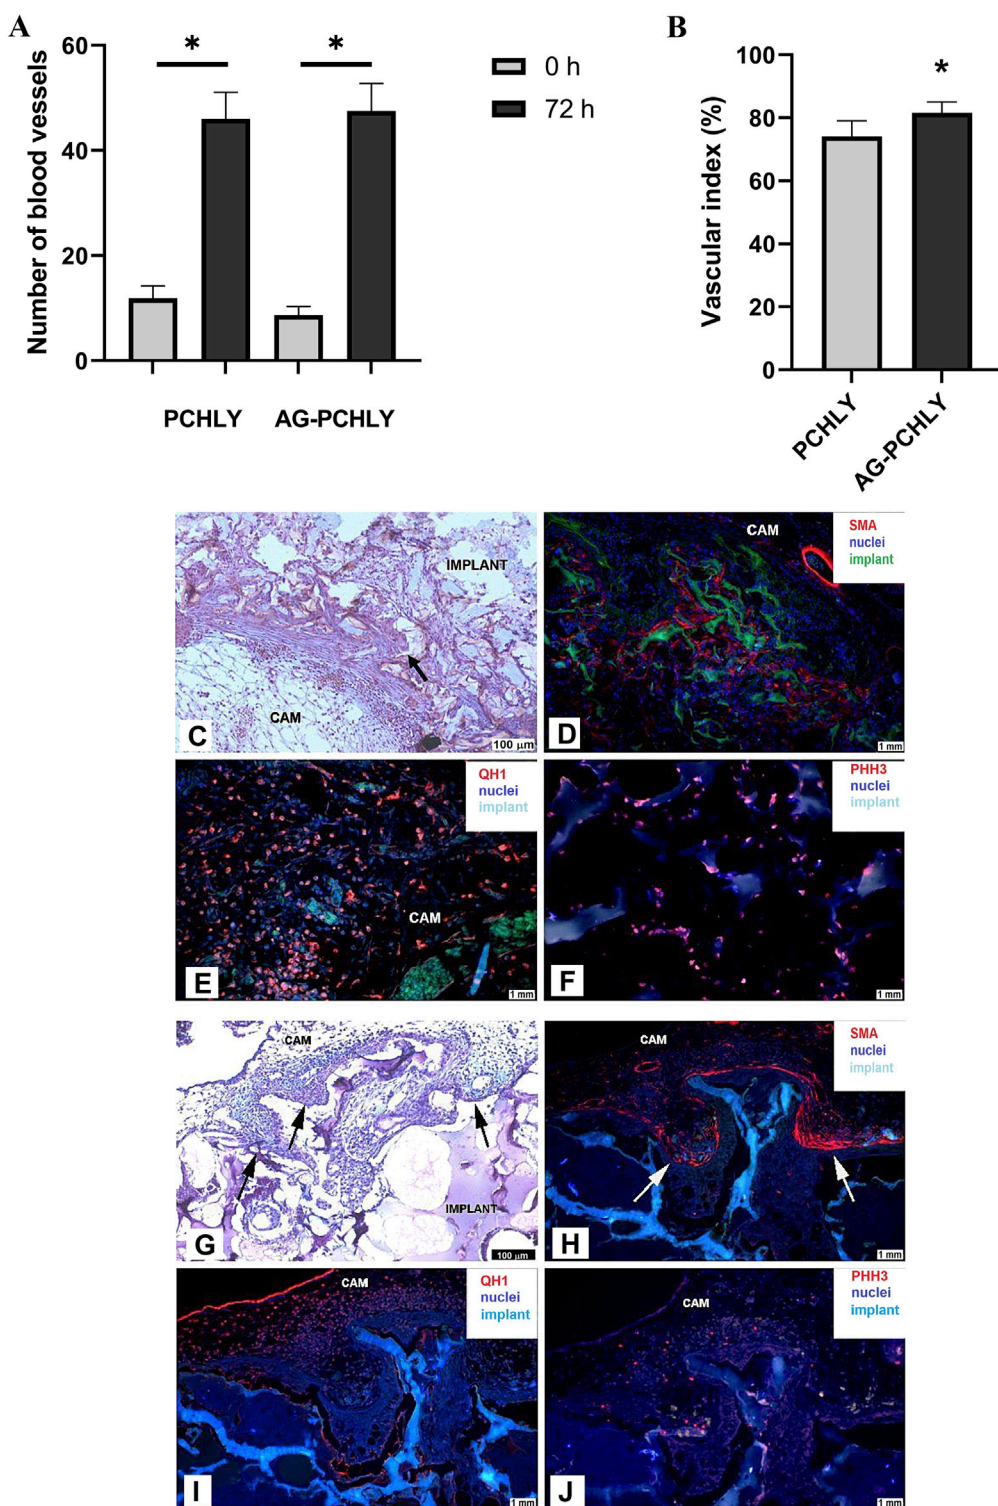 A
Number of blood vessels
60
40
20
0
*
*
PCHLY
AG-PCHLY
0 h
72 h
B
Vascular index (%)
100
80
60
40
20
0
*
PCHLY
AG-PCHLY
IMPLANT
CAM
C
100 µm
CAM
SMA
nuclei
implant
D
1 mm
QH1
nuclei
implant
CAM
E
1 mm
PHH3
nuclei
implant
F
1 mm
CAM
IMPLANT
G
100 µm
CAM
SMA
nuclei
implant
H
1 mm
CAM
QH1
nuclei
implant
I
1 mm
CAM
PHH3
nuclei
implant
J
1 mm